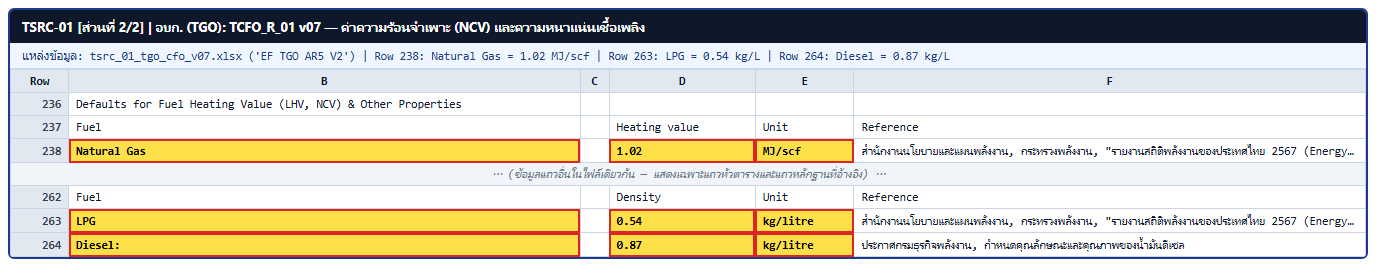 TSRC-01 [ส่วนที่ 2/2] | อบก. (TGO): TCFO_R_01 v07 — ค่าความร้อนจำเพาะ (NCV) และความหนาแน่นเชื้อเพลิง
แหล่งข้อมูล: tsrc_01_tgo_cfo_v07.xlsx ('EF TGO AR5 V2') | Row 238: Natural Gas = 1.02 MJ/scf | Row 263: LPG = 0.54 kg/L | Row 264: Diesel = 0.87 kg/L
Row B C D E F
236 Defaults for Fuel Heating Value (LHV, NCV) & Other Properties
237 Fuel Heating value Unit Reference
238 Natural Gas 1.02 MJ/scf สำนักงานนโยบายและแผนพลังงาน, กระทรวงพลังงาน, "รายงานสถิติพลังงานของประเทศไทย 2567 (Energy…
⋯ (ข้อมูลแถวอื่นในไฟล์เดียวกัน — แสดงเฉพาะแถวหัวตารางและแถวหลักฐานที่อ้างอิง) ⋯
262 Fuel Density Unit Reference
263 LPG 0.54 kg/litre สำนักงานนโยบายและแผนพลังงาน, กระทรวงพลังงาน, "รายงานสถิติพลังงานของประเทศไทย 2567 (Energy…
264 Diesel: 0.87 kg/litre ประกาศกรมธุรกิจพลังงาน, กำหนดคุณลักษณะและคุณภาพของน้ำมันดีเซล